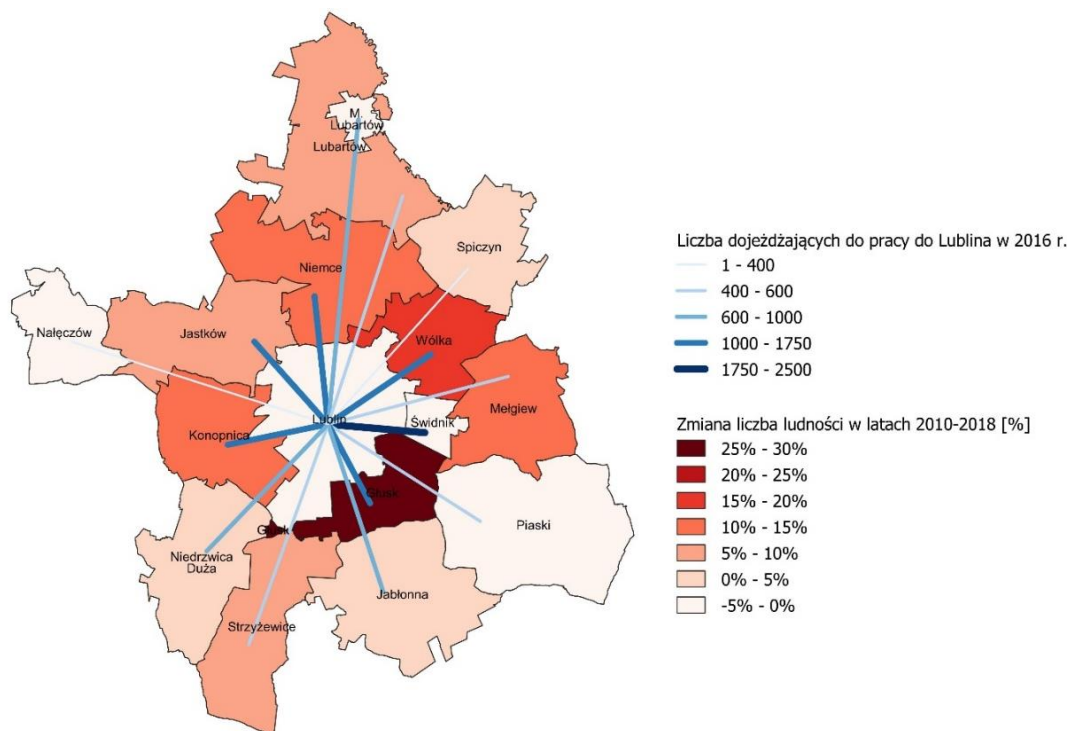 M.
Lubartów
Lubartów
Spiczyn
Niemce
Nałęczów
Jastków
Wólka
Mełgiew
Lublin
Świdnik
Konopnica
Głusk
Głusk
Piaski
Niedrzwica
Duża
Jabłonna
Strzyżewice
Liczba dojeżdżających do pracy do Lublina w 2016 r.
1 - 400
400 - 600
600 - 1000
1000 - 1750
1750 - 2500
Zmiana liczba ludności w latach 2010-2018 [%]
25% - 30%
20% - 25%
15% - 20%
10% - 15%
5% - 10%
0% - 5%
-5% - 0%